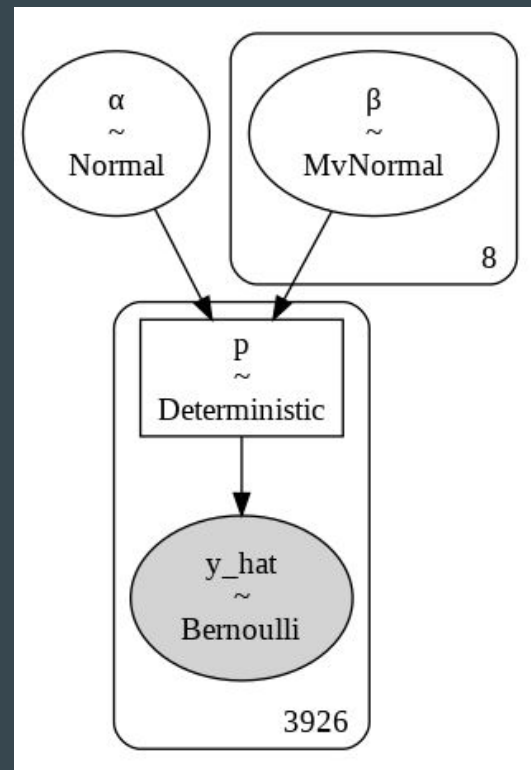 α
~
Normal
β
~
MvNormal
8
p
~
Deterministic
y_hat
~
Bernoulli
3926